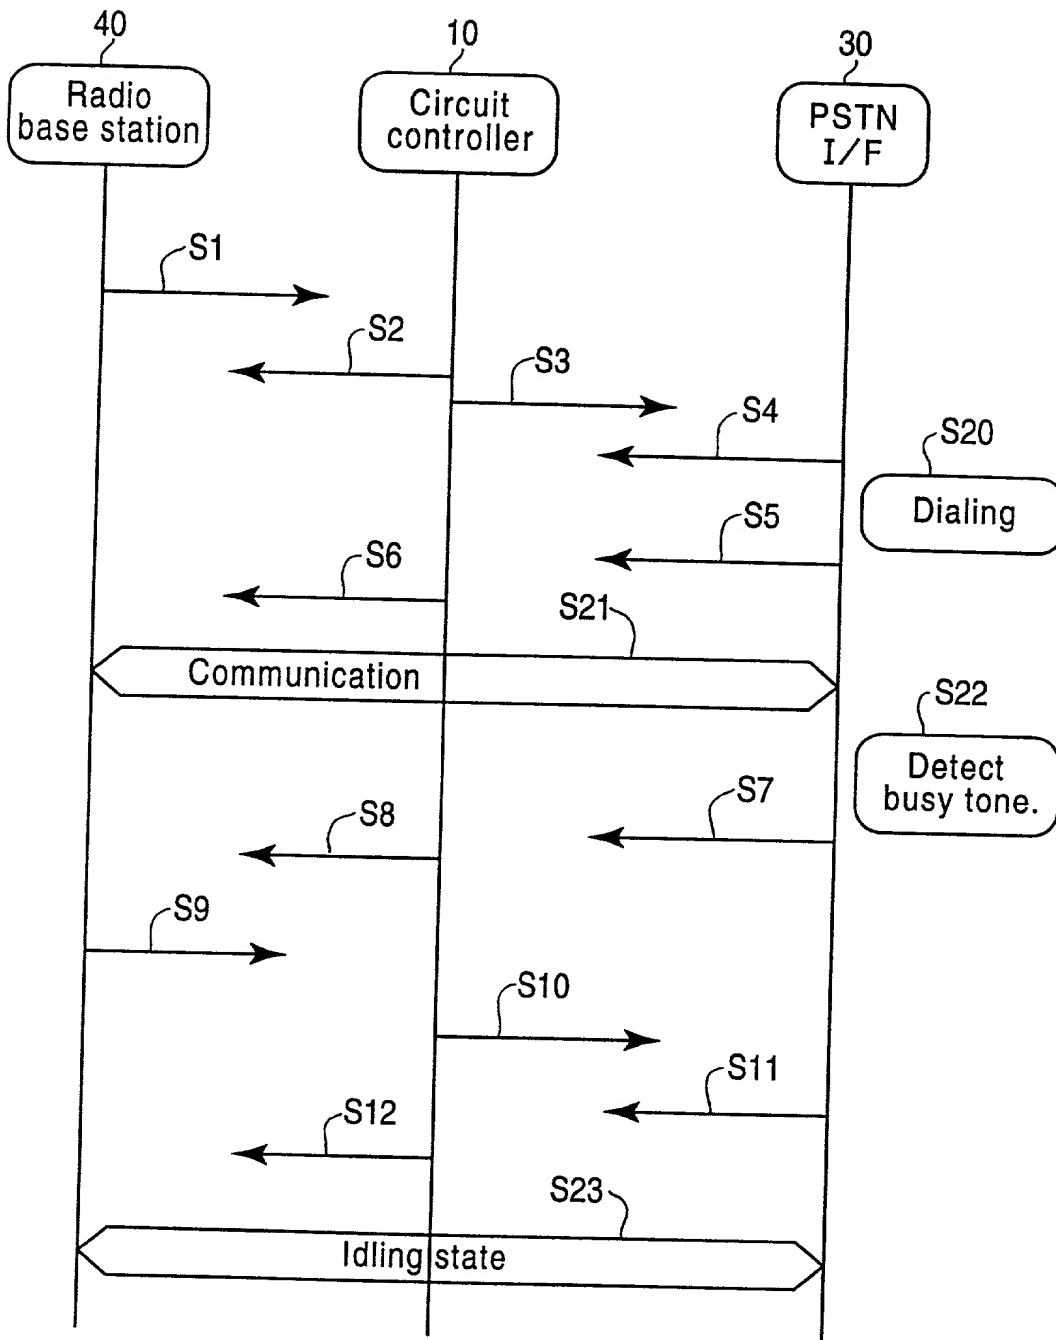 40
10
30
Radio
base station
Circuit
controller
PSTN
I/F
S1
S2
S3
S4
S20
Dialing
S5
S6
S21
Communication
S22
Detect
busy tone.
S7
S8
S9
S10
S11
S12
S23
Idling state